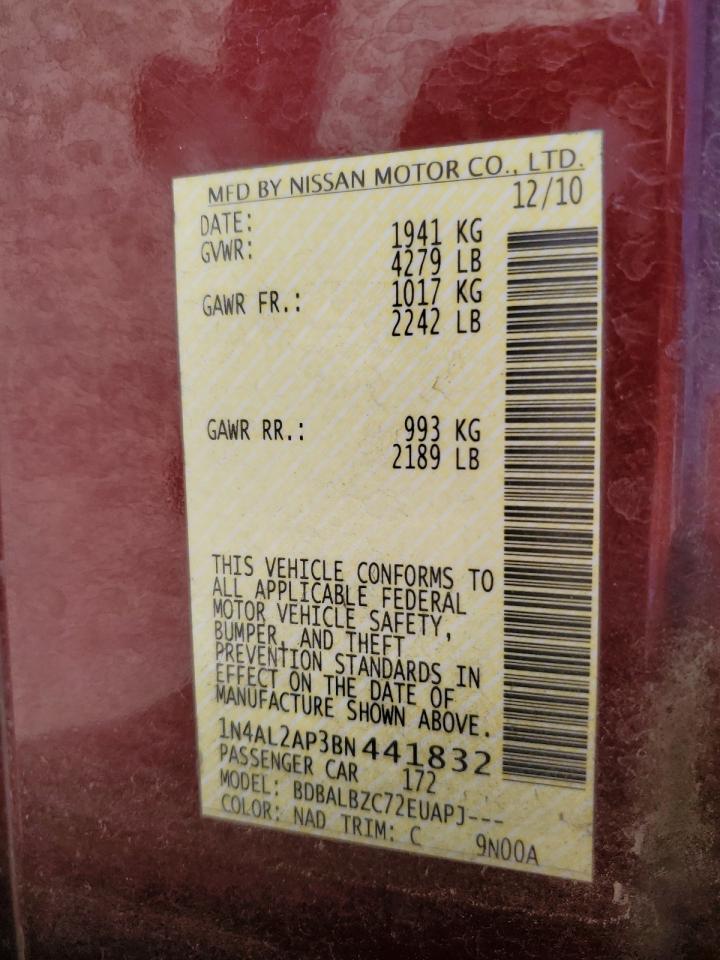 MFD BY NISSAN MOTOR CO., LTD.
DATE: 12/10
GVWR: 1941 KG
4279 LB
GAWR FR.: 1017 KG
2242 LB
GAWR RR.: 993 KG
2189 LB
THIS VEHICLE CONFORMS TO
ALL APPLICABLE FEDERAL
MOTOR VEHICLE SAFETY,
BUMPER, AND THEFT
PREVENTION STANDARDS IN
EFFECT ON THE DATE OF
MANUFACTURE SHOWN ABOVE.
1N4AL2AP3BN441832
PASSENGER CAR 172
MODEL: BDBALBZC72EUAPJ---
COLOR: NAD TRIM: C 9N00A